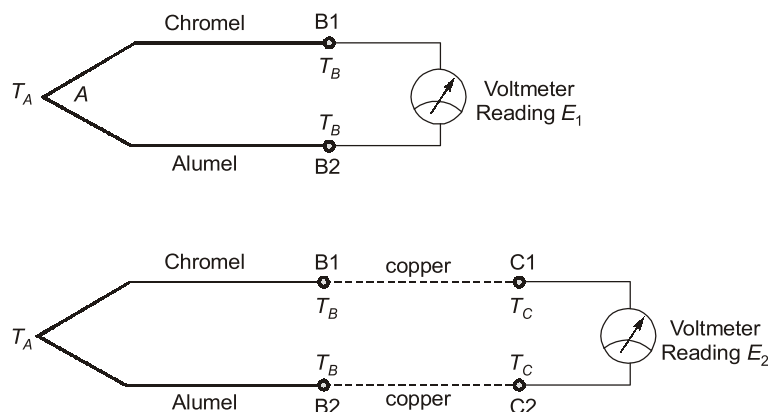 Chromel
B1
T_B
T_A
A
Voltmeter
Reading E_1
T_B
Alumel
B2
Chromel
B1
copper
C1
T_B
T_C
T_A
Voltmeter
Reading E_2
T_B
T_C
Alumel
B2
copper
C2